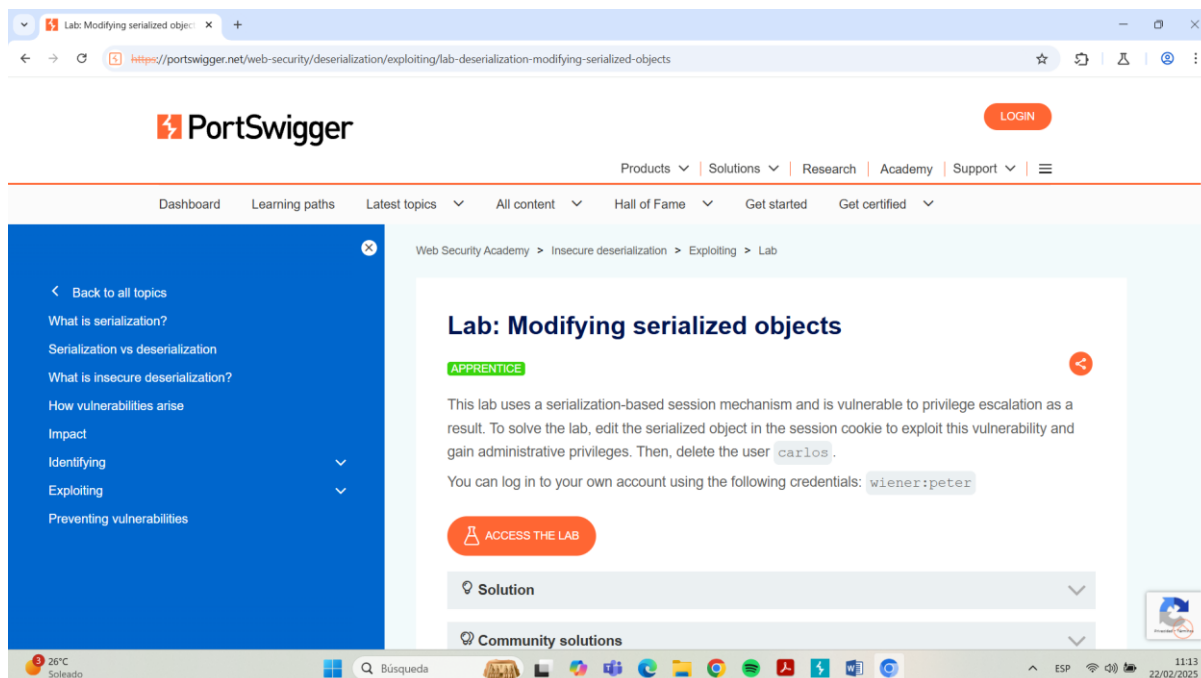 Lab: Modifying serialized object
https://portswigger.net/web-security/deserialization/exploiting/lab-deserialization-modifying-serialized-objects
PortSwigger
LOGIN
Products Solutions Research Academy Support
Dashboard Learning paths Latest topics All content Hall of Fame Get started Get certified
Web Security Academy > Insecure deserialization > Exploiting > Lab
Back to all topics
What is serialization?
Serialization vs deserialization
What is insecure deserialization?
How vulnerabilities arise
Impact
Identifying
Exploiting
Preventing vulnerabilities
Lab: Modifying serialized objects
APPRENTICE
This lab uses a serialization-based session mechanism and is vulnerable to privilege escalation as a
result. To solve the lab, edit the serialized object in the session cookie to exploit this vulnerability and
gain administrative privileges. Then, delete the user carlos.
You can log in to your own account using the following credentials: wiener:peter
ACCESS THE LAB
Solution
Community solutions
3
26°C
Soleado
Búsqueda
ESP
11:13
22/02/2025